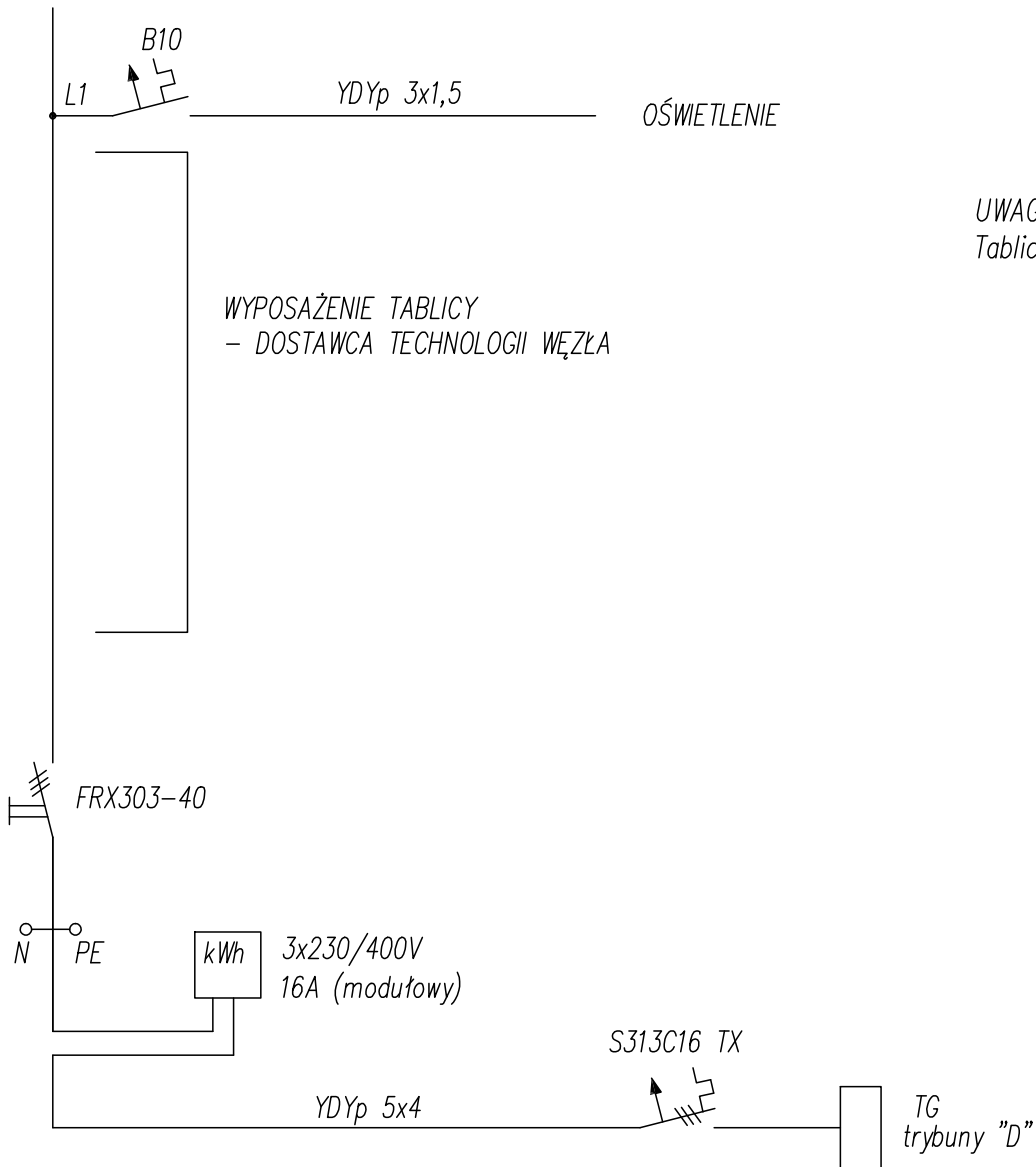 B10
L1
YDYp 3x1,5
OŚWIETLENIE
WYPOSAŻENIE TABLICY
- DOSTAWCA TECHNOLOGII WĘZŁA
FRX303-40
N
PE
kWh
3x230/400V
16A (modułowy)
S313C16 TX
YDYp 5x4
TG
trybuny "D"